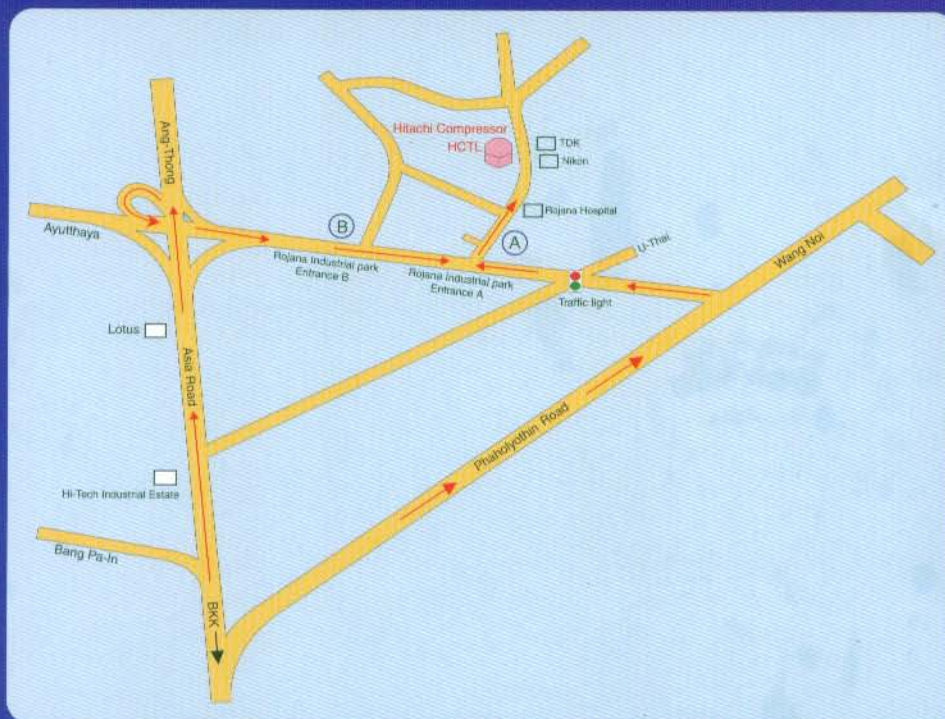 Ang-Thong
Hitachi Compressor
HCTL
TDK
Nikon
Rojana Hospital
Ayutthaya
B
A
U-Thai
Wang Noi
Rojana Industrial park
Entrance B
Rojana Industrial park
Entrance A
Traffic light
Lotus
Asia Road
Phaholyothin Road
Hi-Tech Industrial Estate
Bang Pa-In
BKK